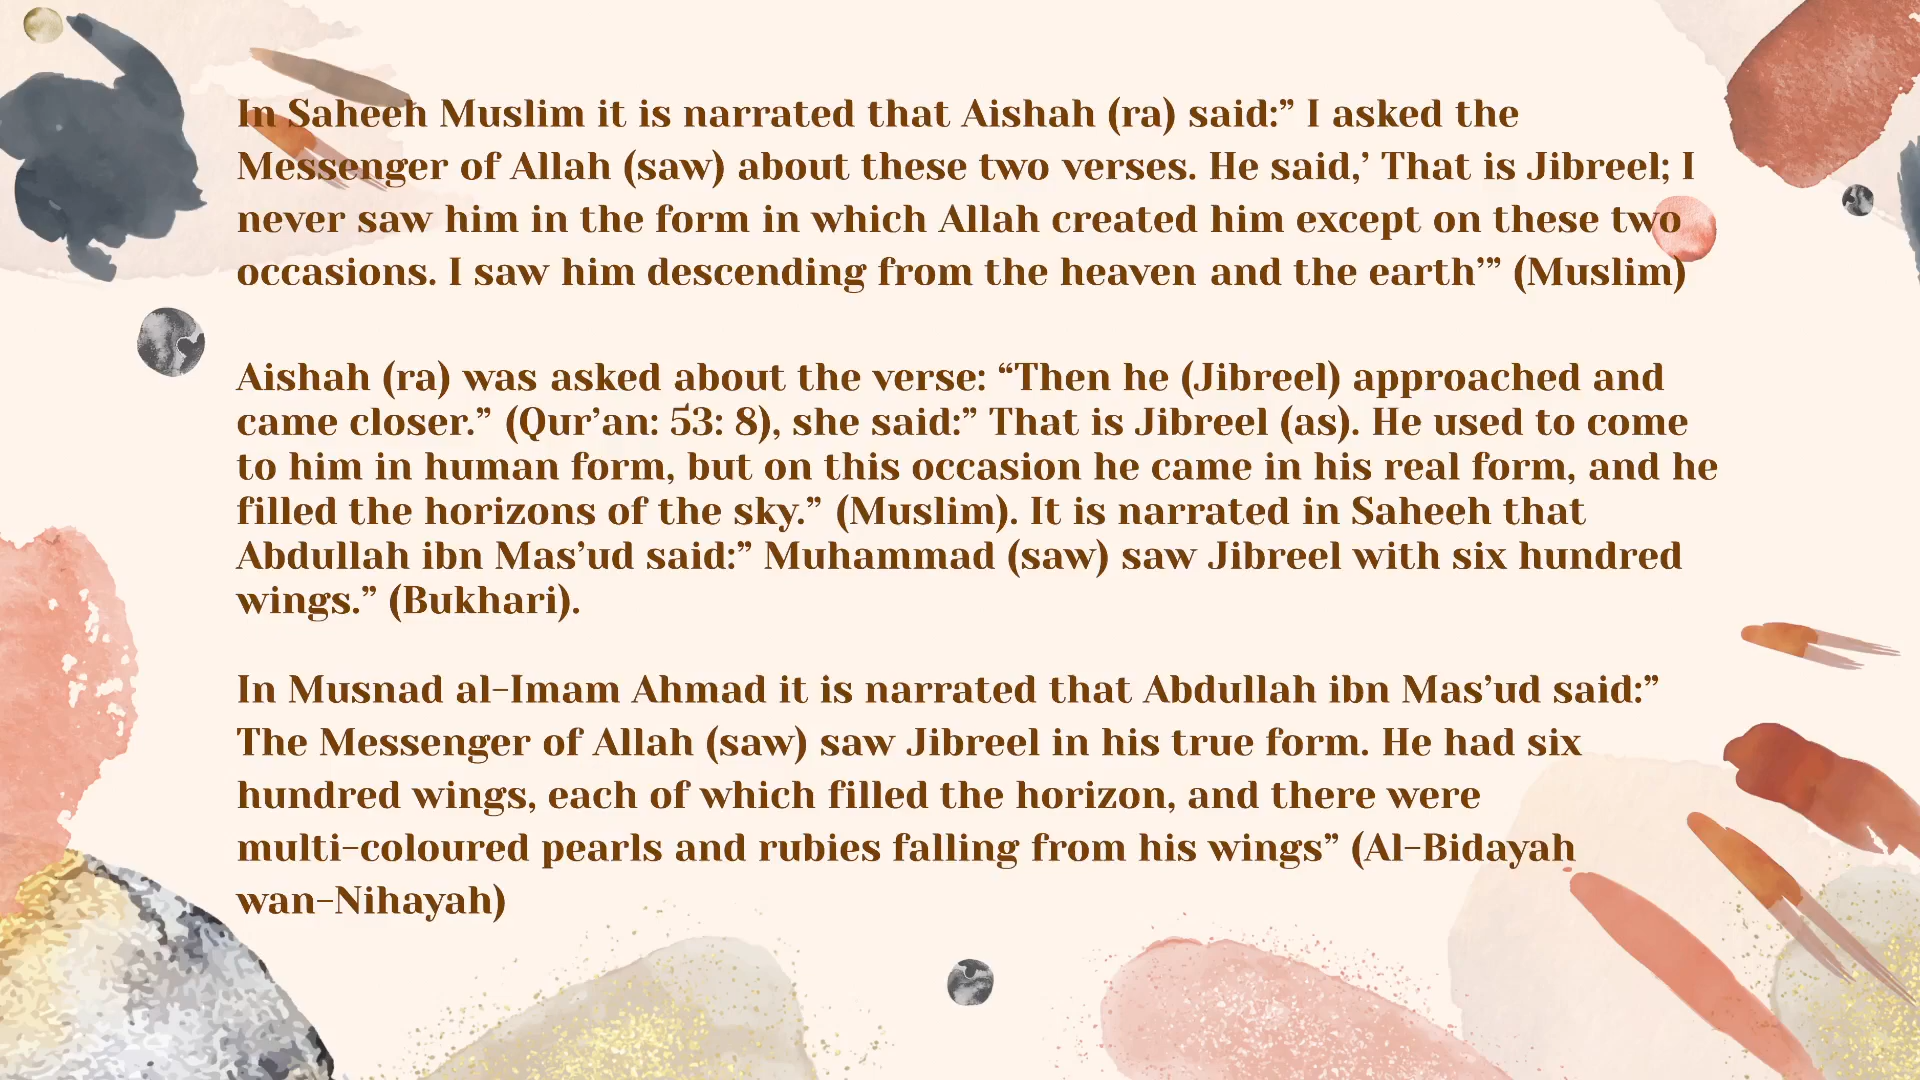 In Saheeh Muslim it is narrated that Aishah (ra) said:” I asked the
Messenger of Allah (saw) about these two verses. He said,’ That is Jibreel; I
never saw him in the form in which Allah created him except on these two
occasions. I saw him descending from the heaven and the earth’” (Muslim)
Aishah (ra) was asked about the verse: “Then he (Jibreel) approached and
came closer.” (Qur’an: 53: 8), she said:” That is Jibreel (as). He used to come
to him in human form, but on this occasion he came in his real form, and he
filled the horizons of the sky.” (Muslim). It is narrated in Saheeh that
Abdullah ibn Mas’ud said:” Muhammad (saw) saw Jibreel with six hundred
wings.” (Bukhari).
In Musnad al-Imam Ahmad it is narrated that Abdullah ibn Mas’ud said:”
The Messenger of Allah (saw) saw Jibreel in his true form. He had six
hundred wings, each of which filled the horizon, and there were
multi-coloured pearls and rubies falling from his wings” (Al-Bidayah
wan-Nihayah)